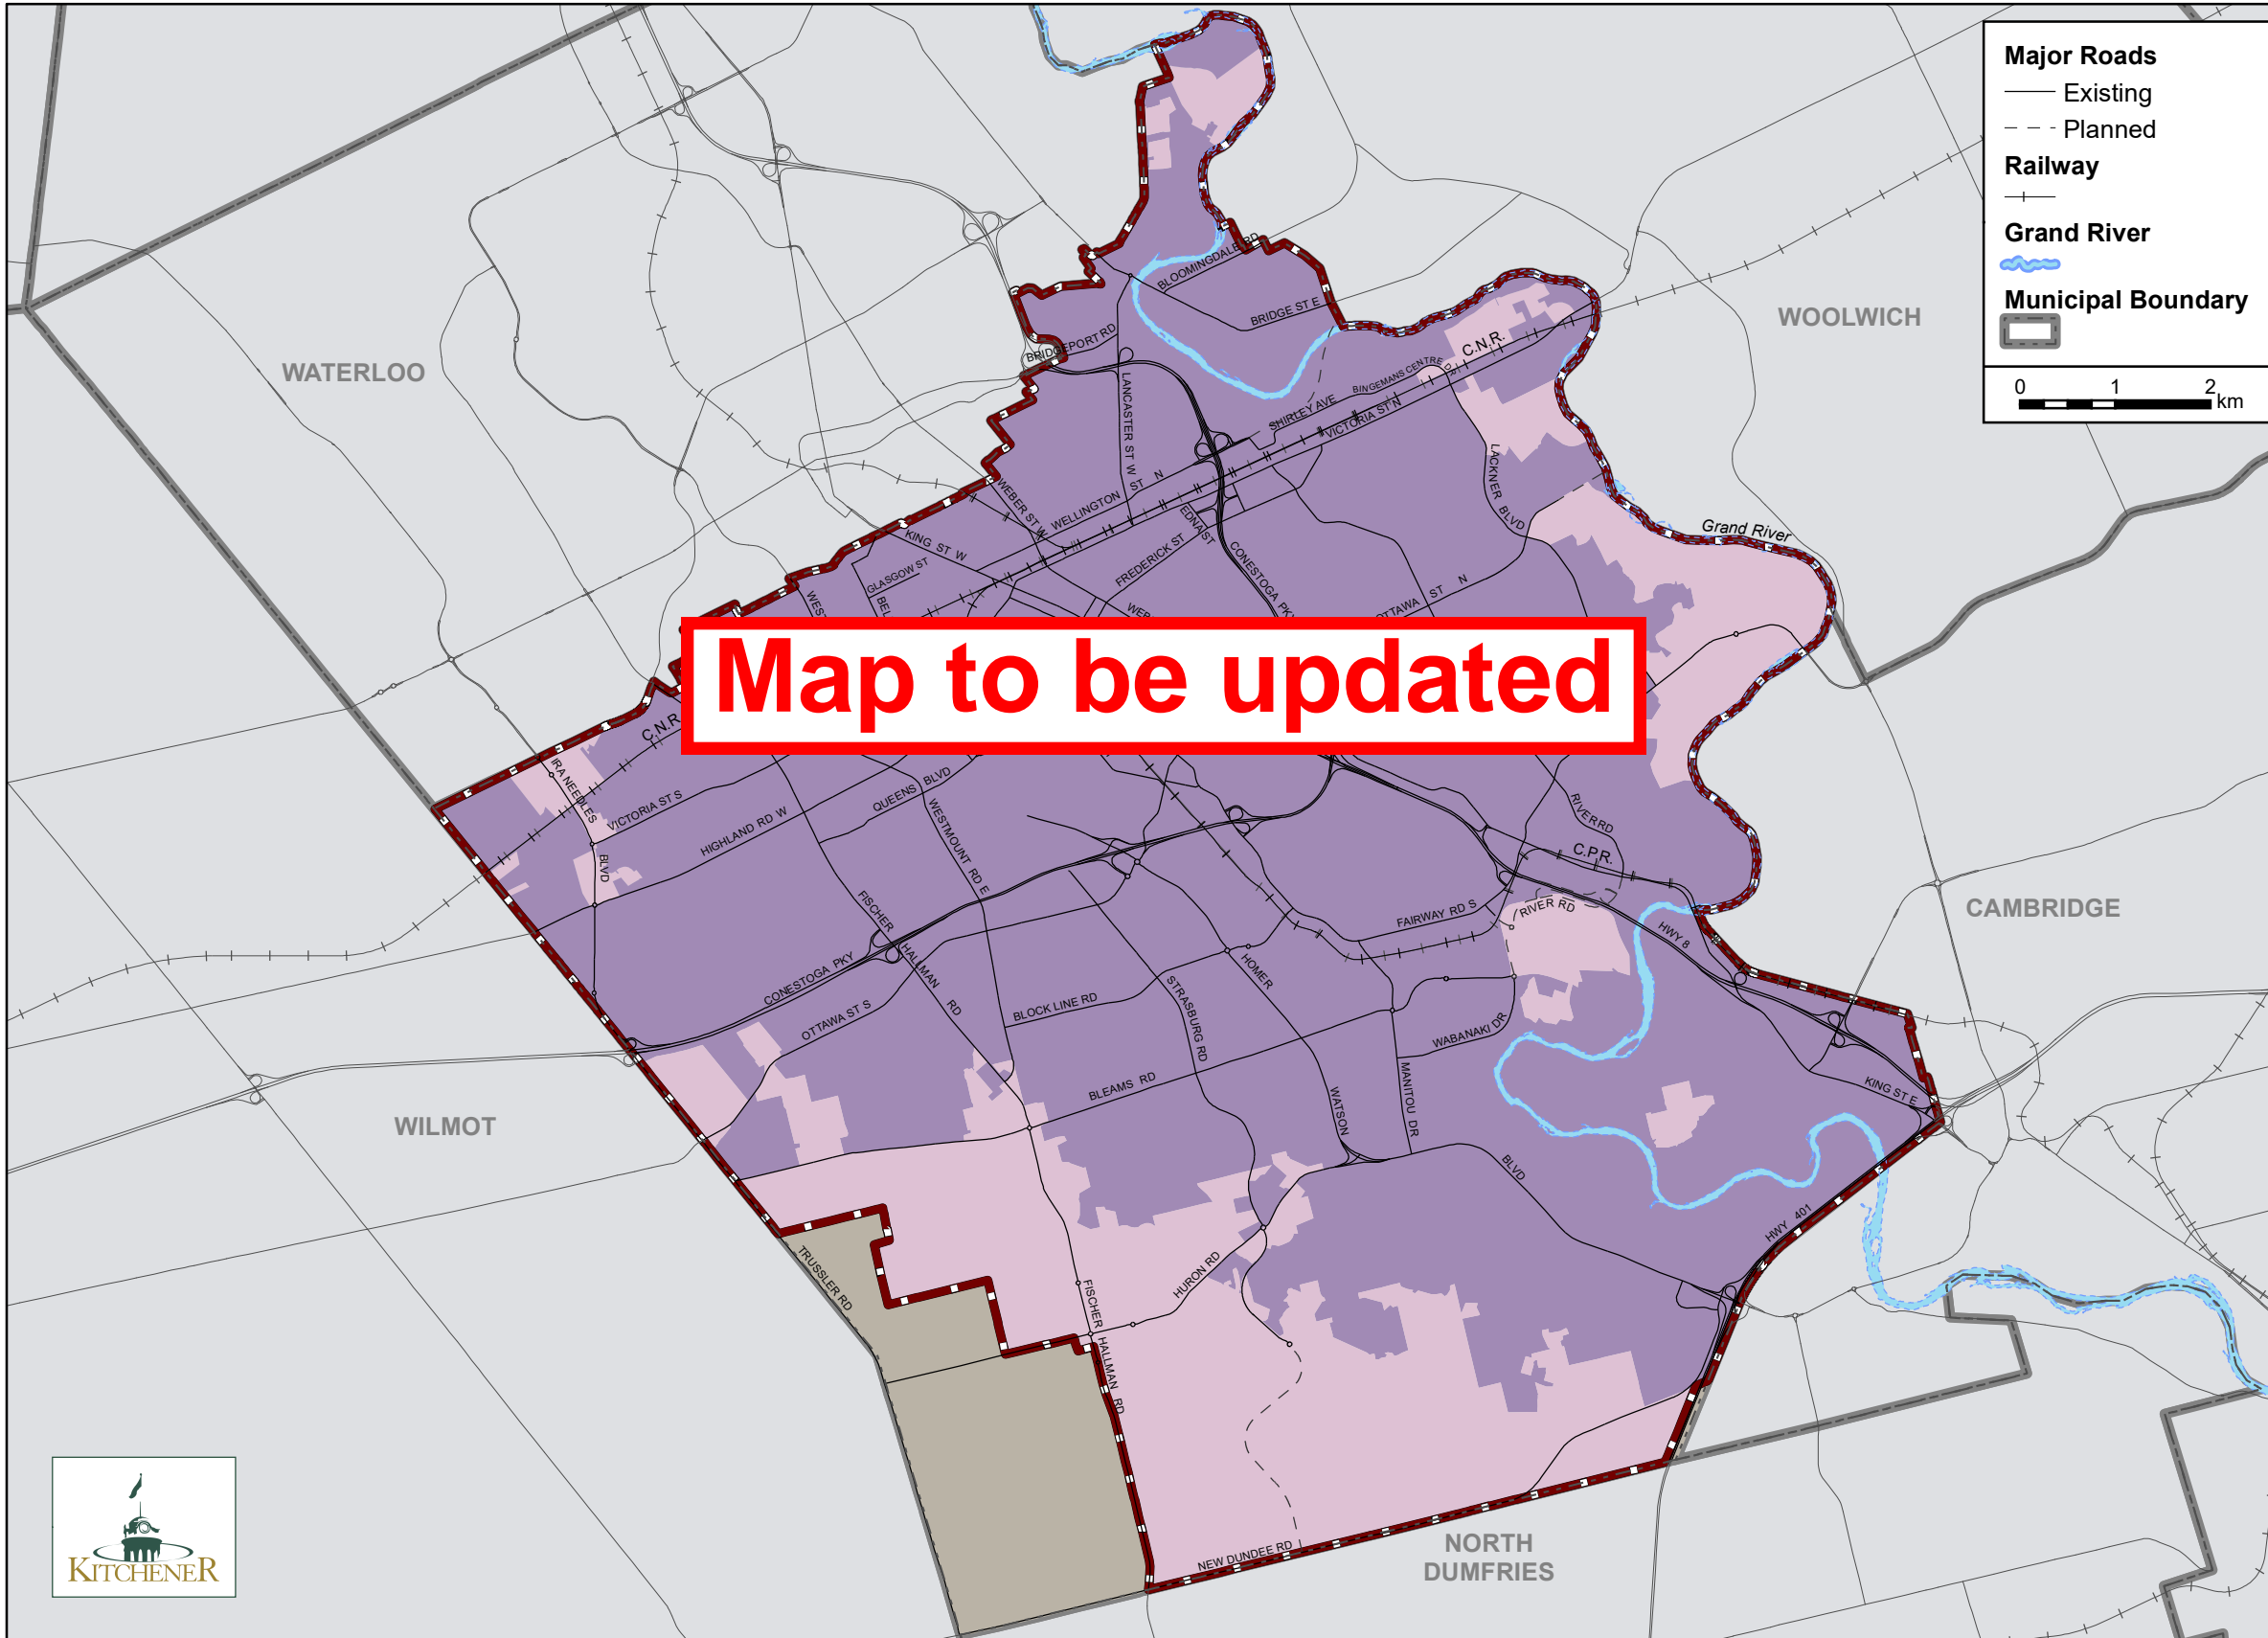 Major Roads
Existing
Planned
Railway
Grand River
Municipal Boundary
0 1 2 km
WATERLOO
WOOLWICH
CAMBRIDGE
WILMOT
NORTH
DUMFRIES
Map to be updated
BLOOMINGDALE RD
BRIDGE ST E
BRIDGEPORT RD
LANCASTER ST W
C.N.R.
BINGEMANS CENTRE DR
SHIRLEY AVE
VICTORIA ST N
LACKNER BLVD
WELLINGTON ST N
WEBER ST W
EDNA ST
KING ST W
GLASGOW ST
FREDERICK ST
CONESTOGA PKY
OTTAWA ST N
Grand River
C.N.R.
IRA NEEDLES
BLVD
VICTORIA ST S
HIGHLAND RD W
QUEENS BLVD
WESTMOUNT RD E
RIVER RD
C.P.R.
FISCHER
HALLMAN RD
FAIRWAY RD S
RIVER RD
HWY 8
CONESTOGA PKY
OTTAWA ST S
BLOCK LINE RD
HOMER
STRASBURG RD
WABANAKI DR
MANITOU DR
BLEAMS RD
WATSON
BLVD
KING ST E
HWY 401
TRUSSLER RD
HURON RD
FISCHER
HALLMAN RD
NEW DUNDEE RD
KITCHENER